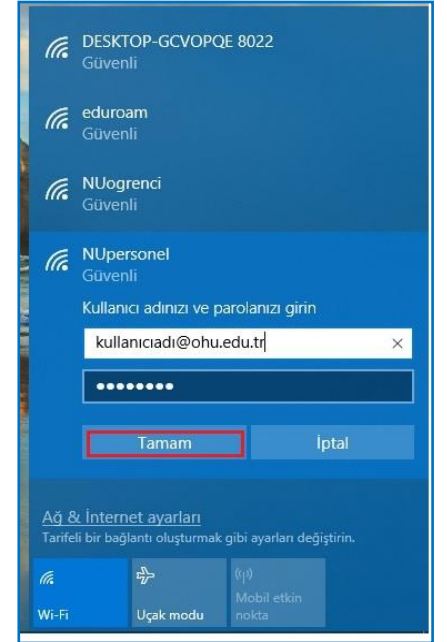 DESKTOP-GCVOPQE 8022
Güvenli
eduroam
Güvenli
NUogrenci
Güvenli
NUpersonel
Güvenli
Kullanıcı adınızı ve parolanızı girin
kullanıcıadı@ohu.edu.tr
••••••••
Tamam
İptal
Ağ & İnternet ayarları
Tarifeli bir bağlantı oluşturmak gibi ayarları değiştirin.
Wi-Fi
Uçak modu
Mobil etkin
nokta